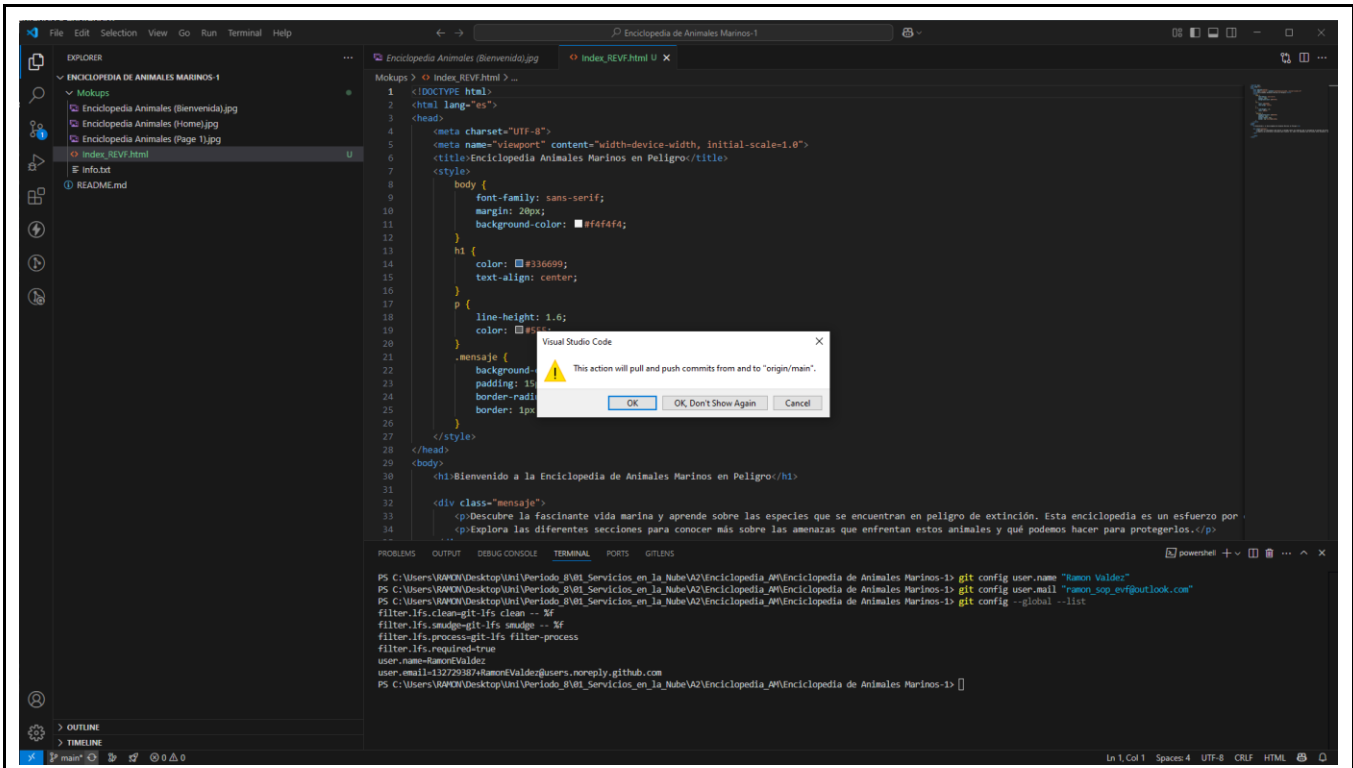 File Edit Selection View Go Run Terminal Help
Enciclopedia de Animales Marinos-1
EXPLORER
ENCICLOPEDIA DE ANIMALES MARINOS-1
Mokups
Enciclopedia Animales (Bienvenida).jpg
Enciclopedia Animales (Home).jpg
Enciclopedia Animales (Page 1).jpg
Index_REVF.html U
Info.txt
README.md
OUTLINE
TIMELINE
Enciclopedia Animales (Bienvenida).jpg Index_REVF.html U
Mokups > Index_REVF.html > ...
1 <!DOCTYPE html>
2 <html lang="es">
3 <head>
4 <meta charset="UTF-8">
5 <meta name="viewport" content="width=device-width, initial-scale=1.0">
6 <title>Enciclopedia Animales Marinos en Peligro</title>
7 <style>
8 body {
9 font-family: sans-serif;
10 margin: 20px;
11 background-color: #f4f4f4;
12 }
13 h1 {
14 color: #336699;
15 text-align: center;
16 }
17 p {
18 line-height: 1.6;
19 color: #555;
20 }
21 .mensaje {
22 background-
23 padding: 15
24 border-radi
25 border: 1px
26 }
27 </style>
28 </head>
29 <body>
30 <h1>Bienvenido a la Enciclopedia de Animales Marinos en Peligro</h1>
31
32 <div class="mensaje">
33 <p>Descubre la fascinante vida marina y aprende sobre las especies que se encuentran en peligro de extinción. Esta enciclopedia es un esfuerzo por
34 <p>Explora las diferentes secciones para conocer más sobre las amenazas que enfrentan estos animales y qué podemos hacer para protegerlos.</p>
Visual Studio Code
This action will pull and push commits from and to "origin/main".
OK OK, Don't Show Again Cancel
PROBLEMS OUTPUT DEBUG CONSOLE TERMINAL PORTS GITLENS
powershell
PS C:\Users\RAMON\Desktop\Uni\Periodo_8\01_Servicios_en_la_Nube\A2\Enciclopedia_AM\Enciclopedia de Animales Marinos-1> git config user.name "Ramon Valdez"
PS C:\Users\RAMON\Desktop\Uni\Periodo_8\01_Servicios_en_la_Nube\A2\Enciclopedia_AM\Enciclopedia de Animales Marinos-1> git config user.mail "ramon_sop_evf@outlook.com"
PS C:\Users\RAMON\Desktop\Uni\Periodo_8\01_Servicios_en_la_Nube\A2\Enciclopedia_AM\Enciclopedia de Animales Marinos-1> git config --global --list
filter.lfs.clean=git-lfs clean -- %f
filter.lfs.smudge=git-lfs smudge -- %f
filter.lfs.process=git-lfs filter-process
filter.lfs.required=true
user.name=RamonEValdez
user.email=132729387+RamonEValdez@users.noreply.github.com
PS C:\Users\RAMON\Desktop\Uni\Periodo_8\01_Servicios_en_la_Nube\A2\Enciclopedia_AM\Enciclopedia de Animales Marinos-1>
main* 0 0 Ln 1, Col 1 Spaces: 4 UTF-8 CRLF HTML